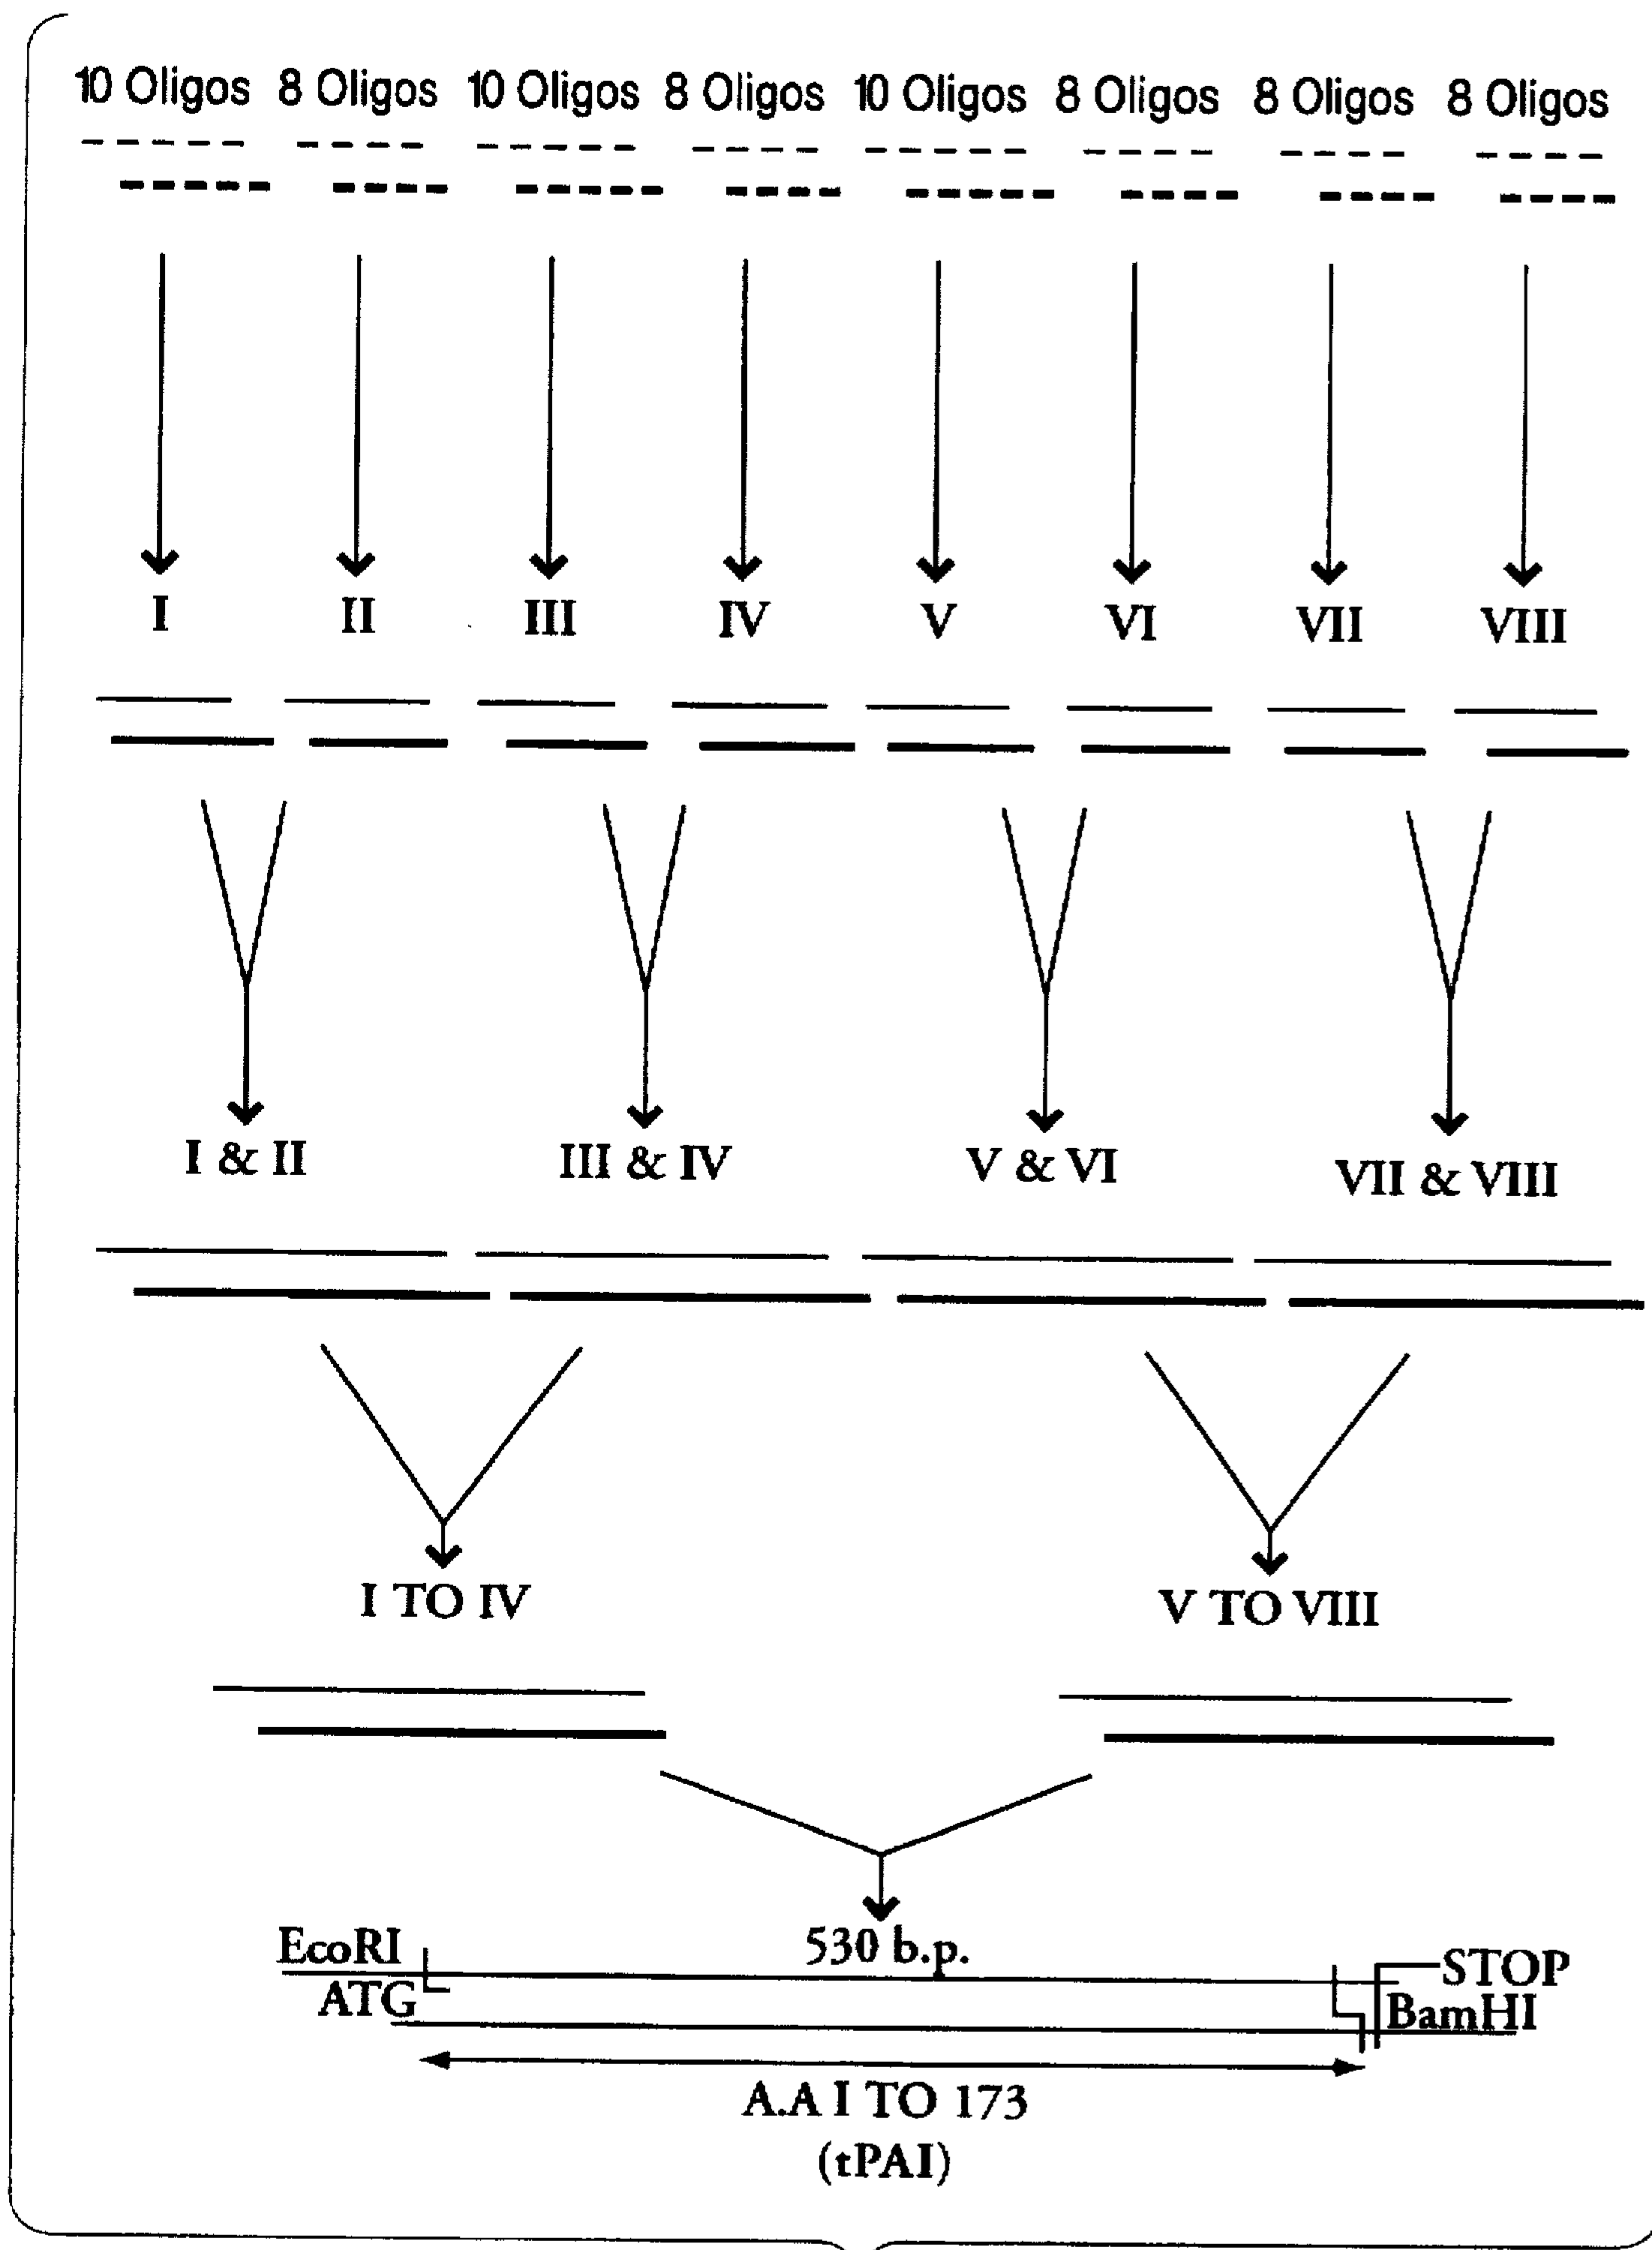 10 Oligos 8 Oligos 10 Oligos 8 Oligos 10 Oligos 8 Oligos 8 Oligos 8 Oligos
I II III IV V VI VII VIII
I & II III & IV V & VI VII & VIII
I TO IV V TO VIII
EcoRI 530 b.p. STOP
ATG BamHI
A.A I TO 173
(tPAI)